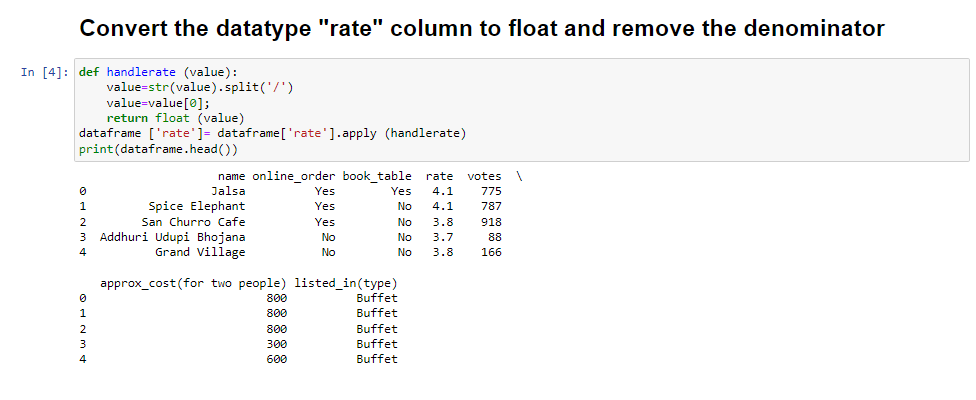 Convert the datatype "rate" column to float and remove the denominator
In [4]: def handlerate (value):
    value=str(value).split('/')
    value=value[0];
    return float (value)
dataframe ['rate']= dataframe['rate'].apply (handlerate)
print(dataframe.head())
name online_order book_table rate votes \
0 Jalsa Yes Yes 4.1 775
1 Spice Elephant Yes No 4.1 787
2 San Churro Cafe Yes No 3.8 918
3 Addhuri Udupi Bhojana No No 3.7 88
4 Grand Village No No 3.8 166
approx_cost(for two people) listed_in(type)
0 800 Buffet
1 800 Buffet
2 800 Buffet
3 300 Buffet
4 600 Buffet